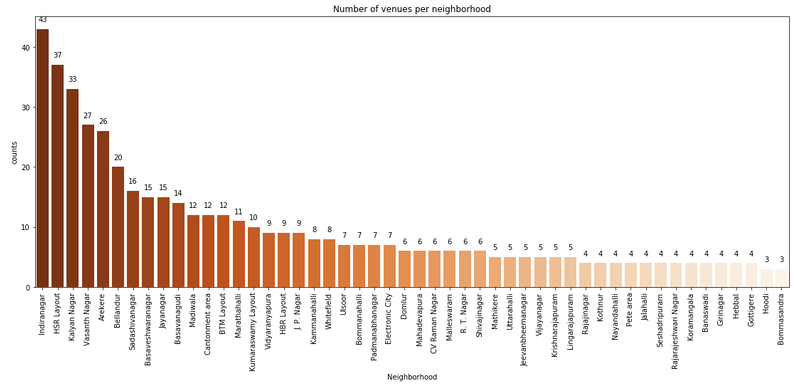 Number of venues per neighborhood
counts
40
30
20
10
0
43
37
33
27
26
20
16
15
15
14
12
12
12
11
10
9
9
9
8
8
7
7
7
7
6
6
6
6
6
6
5
5
5
5
5
5
4
4
4
4
4
4
4
4
4
4
4
4
3
3
Indiranagar
HSR Layout
Kalyan Nagar
Vasanth Nagar
Arekere
Bellandur
Sadashivanagar
Basaveshwaranagar
Jayanagar
Basavanagudi
Madiwala
Cantonment area
BTM Layout
Marathahalli
Kumaraswamy Layout
Vidyaranyapura
HBR Layout
J. P. Nagar
Kammanahalli
Whitefield
Ulsoor
Bommanahalli
Padmanabhanagar
Electronic City
Domlur
Mahadevapura
CV Raman Nagar
Malleswaram
R. T. Nagar
Shivajinagar
Mathikere
Uttarahalli
Jeevanbheemanagar
Vijayanagar
Krishnarajapuram
Lingarajapuram
Rajajinagar
Kothnur
Nayandahalli
Pete area
Jalahalli
Seshadripuram
Rajarajeshwari Nagar
Koramangala
Banaswadi
Girinagar
Hebbal
Gottigere
Hoodi
Bommasandra
Neighborhood